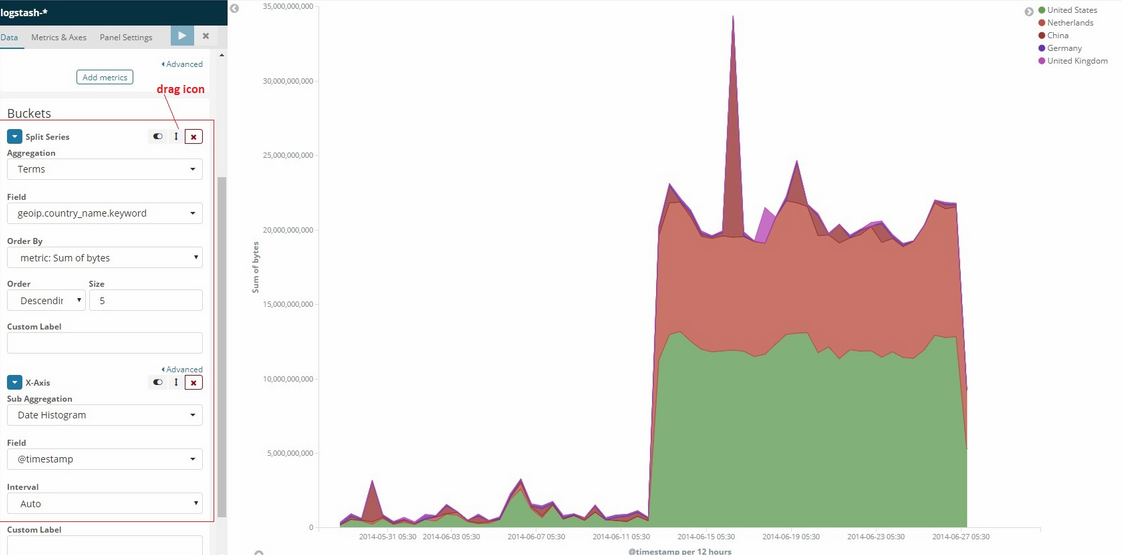 logstash-*
Data Metrics & Axes Panel Settings
Advanced
Add metrics
drag icon
Buckets
Split Series
Aggregation
Terms
Field
geoip.country_name.keyword
Order By
metric: Sum of bytes
Order Size
Descendir 5
Custom Label
Advanced
X-Axis
Sub Aggregation
Date Histogram
Field
@timestamp
Interval
Auto
Custom Label
35,000,000,000
30,000,000,000
25,000,000,000
20,000,000,000
15,000,000,000
10,000,000,000
5,000,000,000
0
Sum of bytes
2014-05-31 05:30 2014-06-03 05:30 2014-06-07 05:30 2014-06-11 05:30 2014-06-15 05:30 2014-06-19 05:30 2014-06-23 05:30 2014-06-27 05:30
@timestamp per 12 hours
United States
Netherlands
China
Germany
United Kingdom